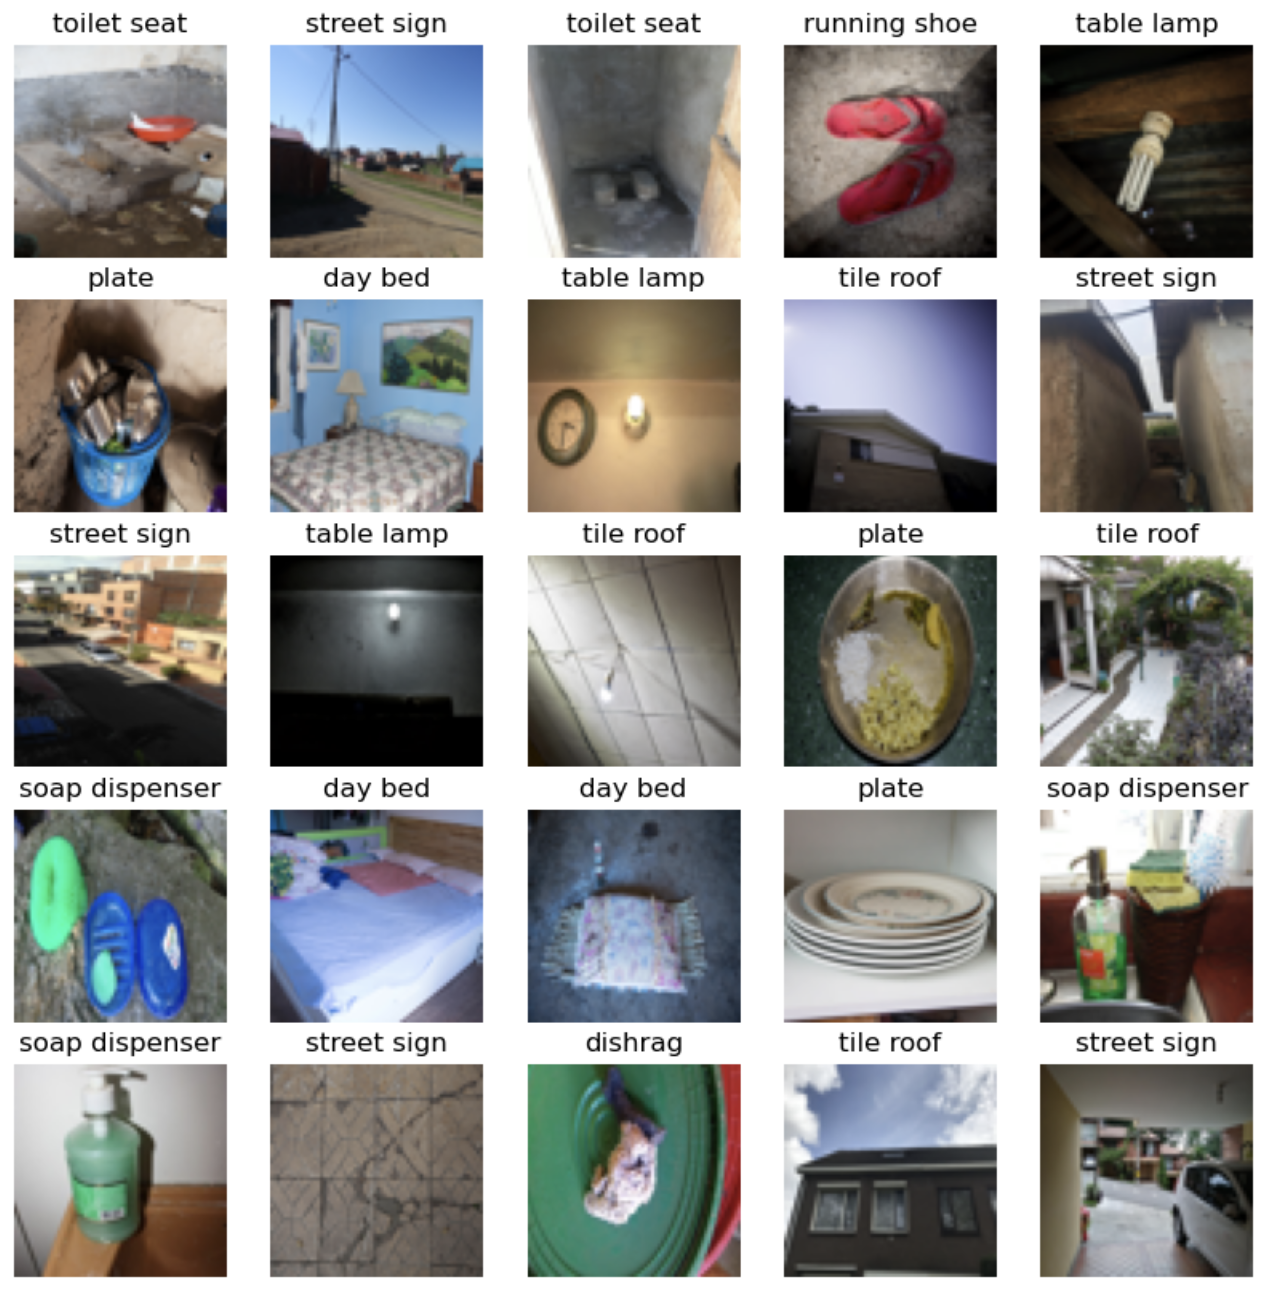 toilet seat street sign toilet seat running shoe table lamp
plate day bed table lamp tile roof street sign
street sign table lamp tile roof plate tile roof
soap dispenser day bed day bed plate soap dispenser
soap dispenser street sign dishrag tile roof street sign